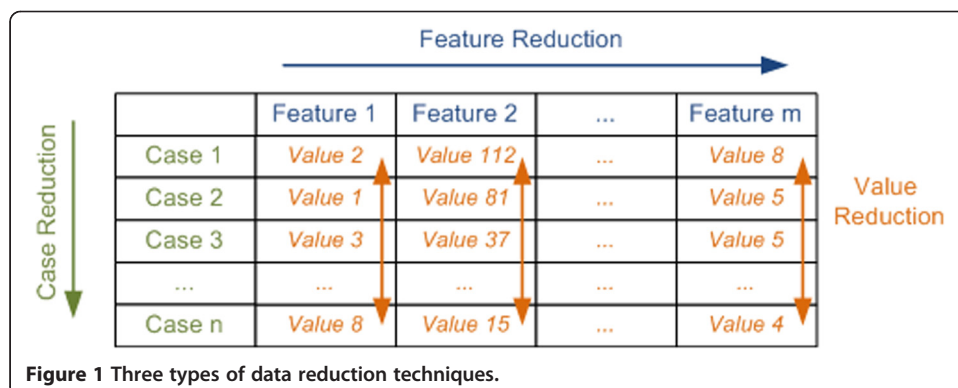 Feature Reduction
Case Reduction
Feature 1 Feature 2 ... Feature m
Case 1 Value 2 Value 112 ... Value 8
Case 2 Value 1 Value 81 ... Value 5
Case 3 Value 3 Value 37 ... Value 5
... ... ... ... ...
Case n Value 8 Value 15 ... Value 4
Value
Reduction
Figure 1 Three types of data reduction techniques.